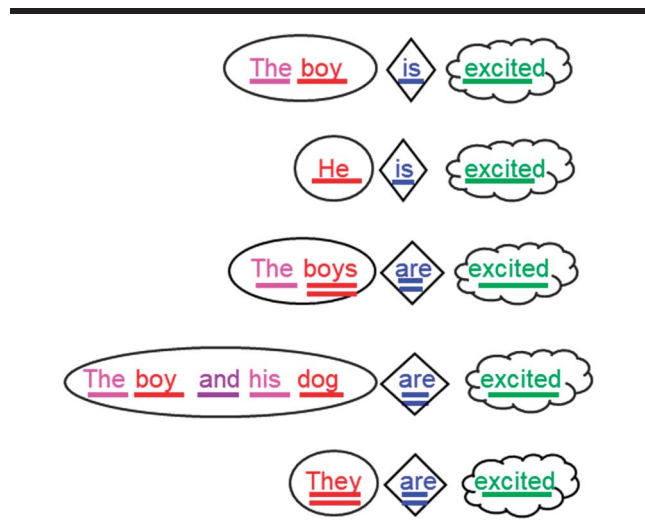 The boy is excited
He is excited
The boys are excited
The boy and his dog are excited
They are excited